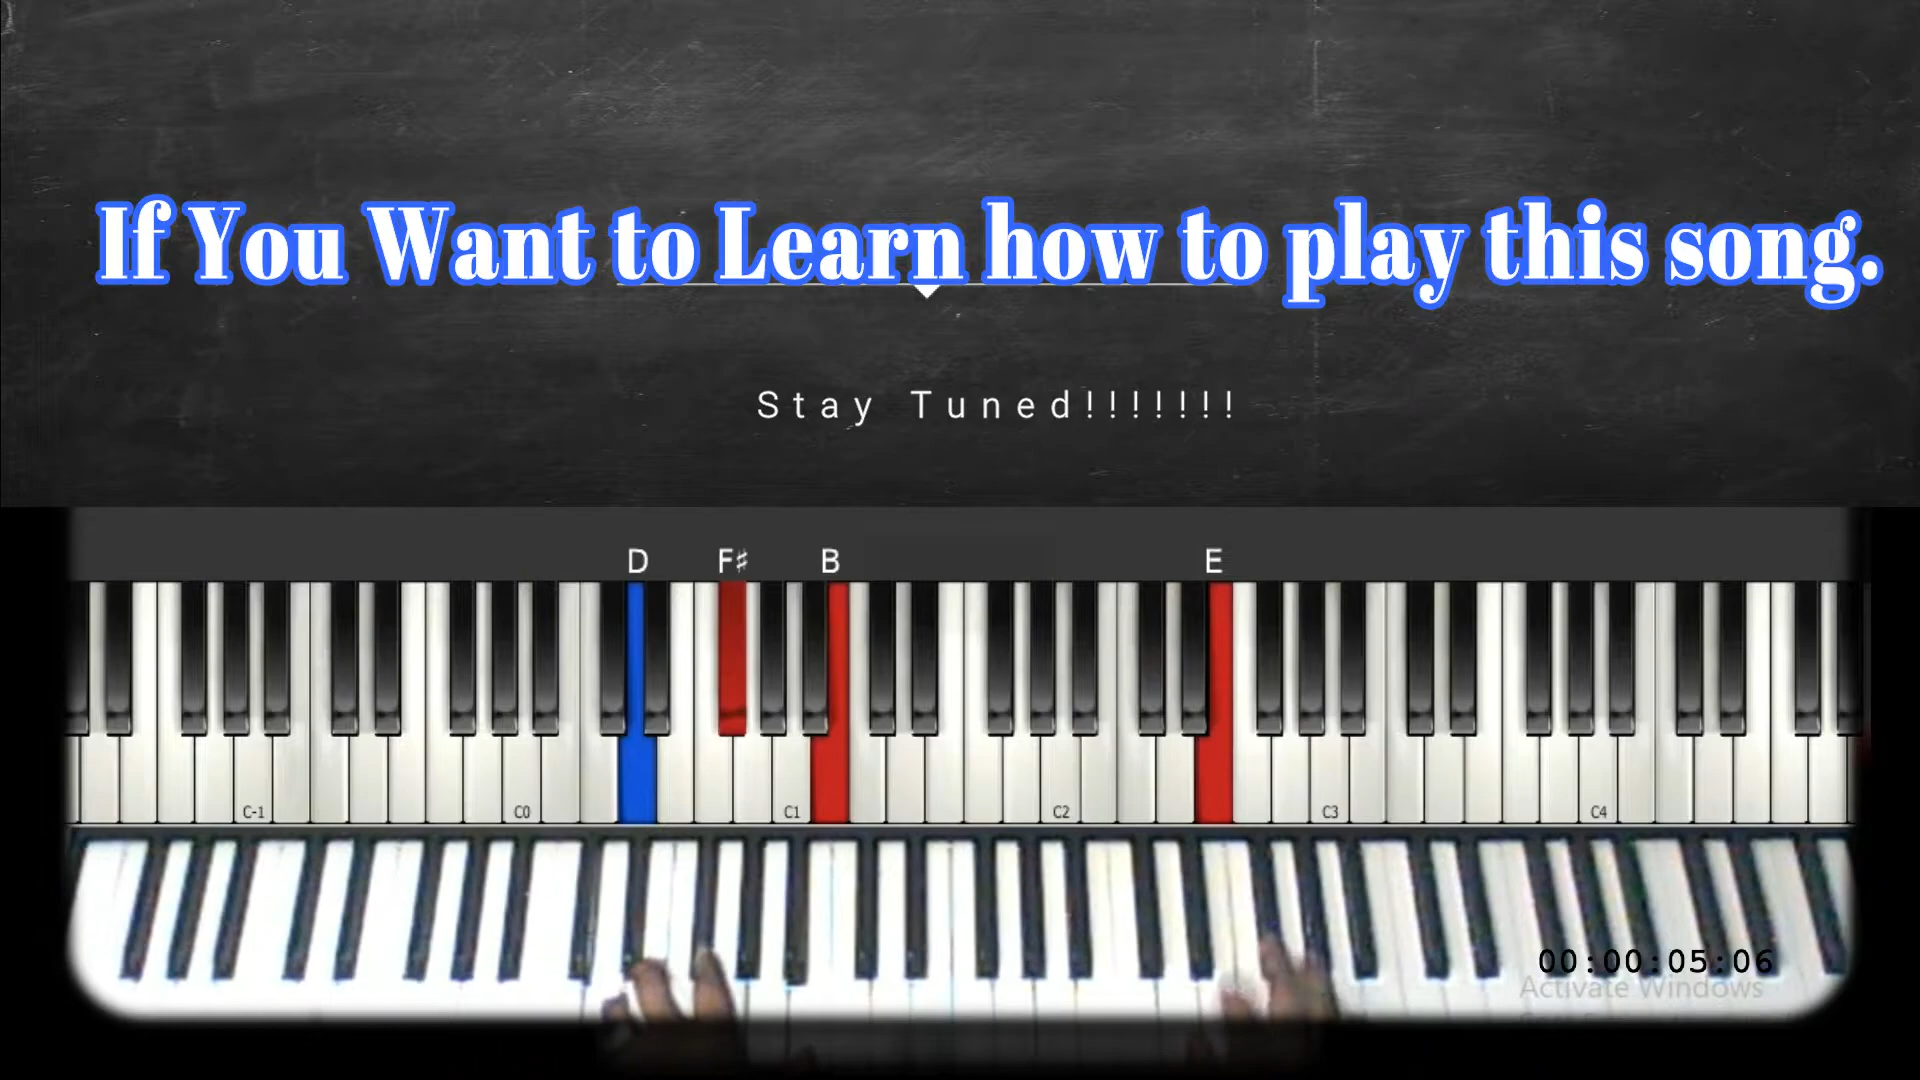 If You Want to Learn how to play this song.
Stay Tuned!!!!!!!
D F♯ B E
C-1 C0 C1 C2 C3 C4
00:00:05:06
Activate Windows